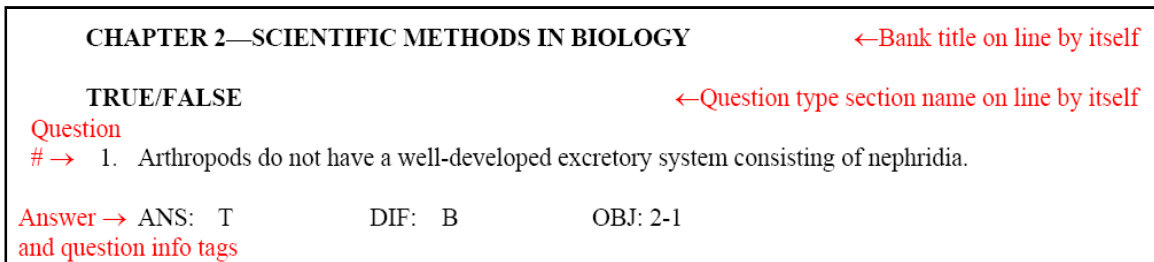 CHAPTER 2—SCIENTIFIC METHODS IN BIOLOGY ←Bank title on line by itself
TRUE/FALSE ←Question type section name on line by itself
Question
# → 1. Arthropods do not have a well-developed excretory system consisting of nephridia.
Answer → ANS: T DIF: B OBJ: 2-1
and question info tags